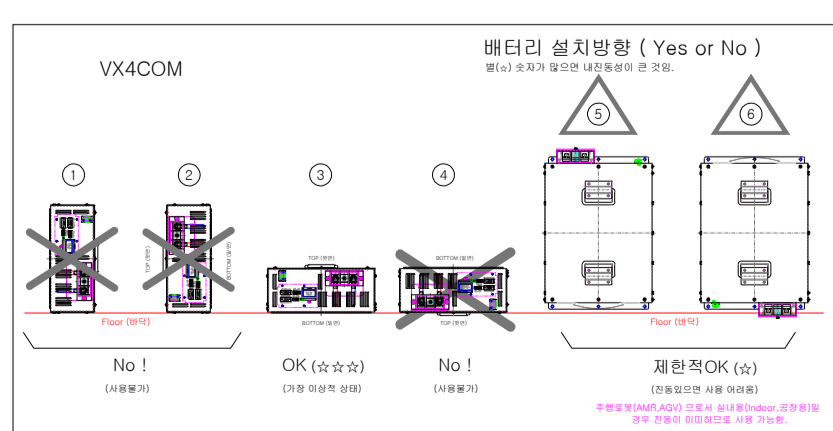 배터리 설치방향 ( Yes or No )
VX4COM
별(☆) 숫자가 많으면 내진동성이 큰 것임.
⑤
⑥
①
②
③
④
TOP (윗면)
BOTTOM (밑면)
TOP (윗면)
BOTTOM (밑면)
BOTTOM (밑면)
TOP (윗면)
Floor (바닥)
Floor (바닥)
No !
(사용불가)
OK (☆☆☆)
(가장 이상적 상태)
No !
(사용불가)
제한적OK (☆)
(진동있으면 사용 어려움)
주행로봇(AMR,AGV) 으로서 실내용(Indoor,공장용)일
경우 진동이 미미하므로 사용 가능함.